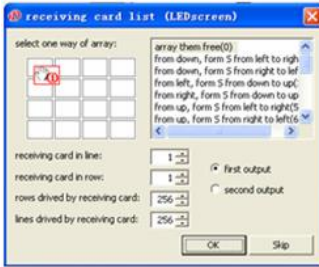 receiving card list (LEDscreen)
select one way of array:
array them free(0)
from down, form S from left to righ
from down, form S from right to lef
from left, form S from down to up(
from right, form S from down to up
from up, form S from left to right(5
from up, form S from right to left(6
receiving card in line: 1
receiving card in row: 1
first output
second output
rows drived by receiving card: 256
lines drived by receiving card: 256
OK Skip